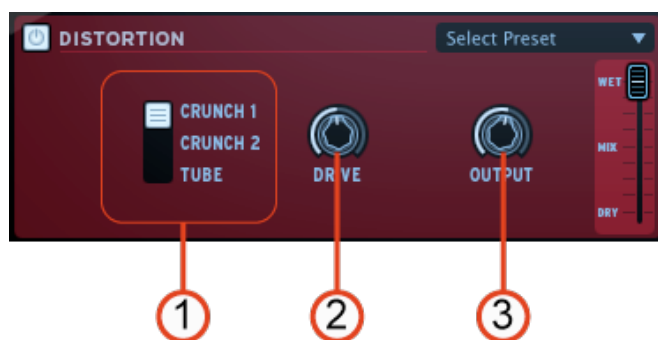 DISTORTION
Select Preset
CRUNCH 1
CRUNCH 2
TUBE
DRIVE
OUTPUT
WET
MIX
DRY
1
2
3